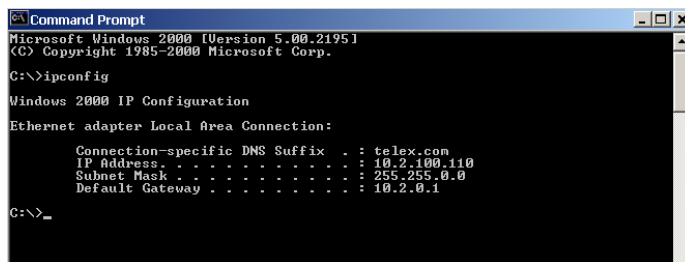 Command Prompt
Microsoft Windows 2000 [Version 5.00.2195]
(C) Copyright 1985-2000 Microsoft Corp.
C:\>ipconfig
Windows 2000 IP Configuration
Ethernet adapter Local Area Connection:
Connection-specific DNS Suffix  . : telex.com
IP Address. . . . . . . . . . . . : 10.2.100.110
Subnet Mask . . . . . . . . . . . : 255.255.0.0
Default Gateway . . . . . . . . . : 10.2.0.1
C:\>_